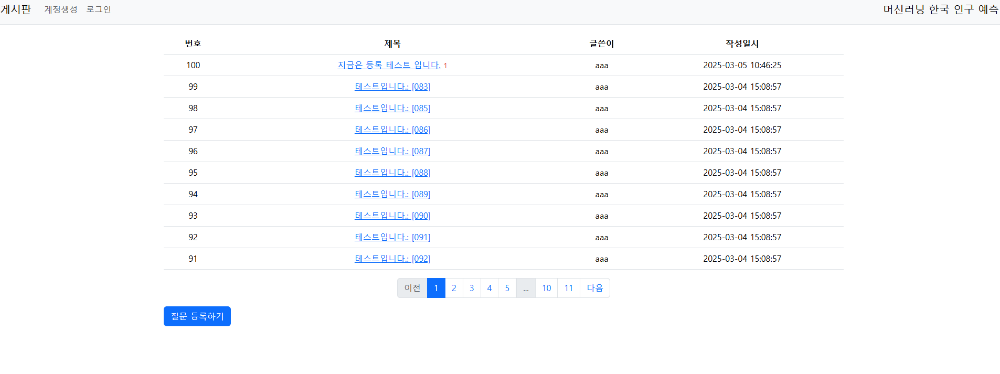 게시판 계정생성 로그인 머신러닝 한국 인구 예측
번호 제목 글쓴이 작성일시
100 지금은 등록 테스트 입니다. 1 aaa 2025-03-05 10:46:25
99 테스트입니다.: [083] aaa 2025-03-04 15:08:57
98 테스트입니다.: [085] aaa 2025-03-04 15:08:57
97 테스트입니다.: [086] aaa 2025-03-04 15:08:57
96 테스트입니다.: [087] aaa 2025-03-04 15:08:57
95 테스트입니다.: [088] aaa 2025-03-04 15:08:57
94 테스트입니다.: [089] aaa 2025-03-04 15:08:57
93 테스트입니다.: [090] aaa 2025-03-04 15:08:57
92 테스트입니다.: [091] aaa 2025-03-04 15:08:57
91 테스트입니다.: [092] aaa 2025-03-04 15:08:57
이전 1 2 3 4 5 ... 10 11 다음
질문 등록하기